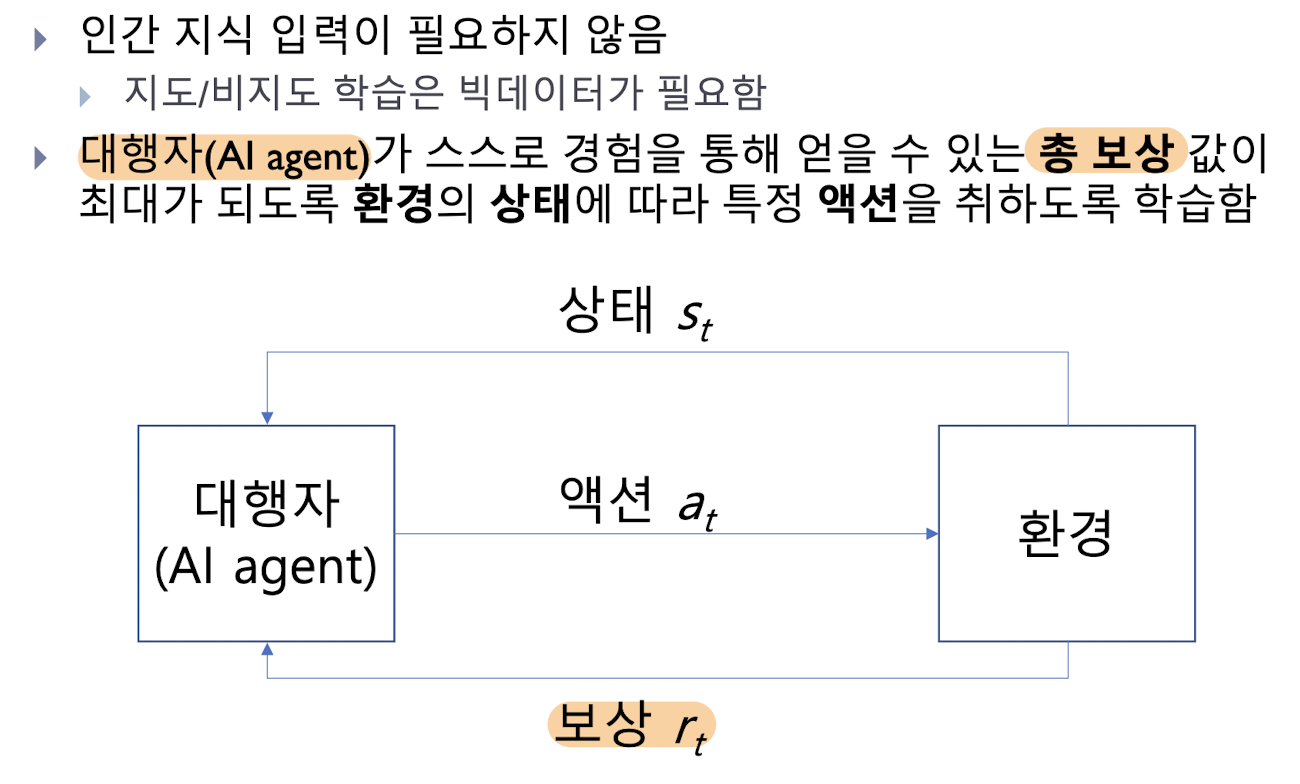 인간 지식 입력이 필요하지 않음
지도/비지도 학습은 빅데이터가 필요함
대행자(AI agent)가 스스로 경험을 통해 얻을 수 있는 총 보상 값이
최대가 되도록 환경의 상태에 따라 특정 액션을 취하도록 학습함
상태 s_t
대행자
(AI agent)
액션 a_t
환경
보상 r_t